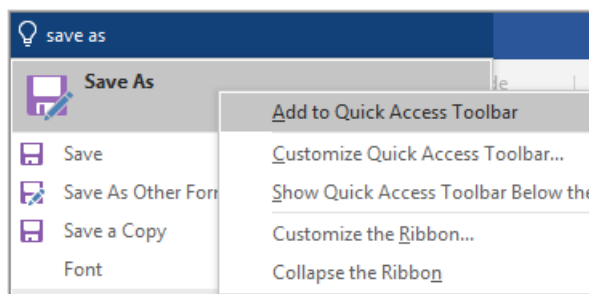 save as
Save As
Add to Quick Access Toolbar
Save
Customize Quick Access Toolbar...
Save As Other For
Show Quick Access Toolbar Below the
Save a Copy
Customize the Ribbon...
Font
Collapse the Ribbon